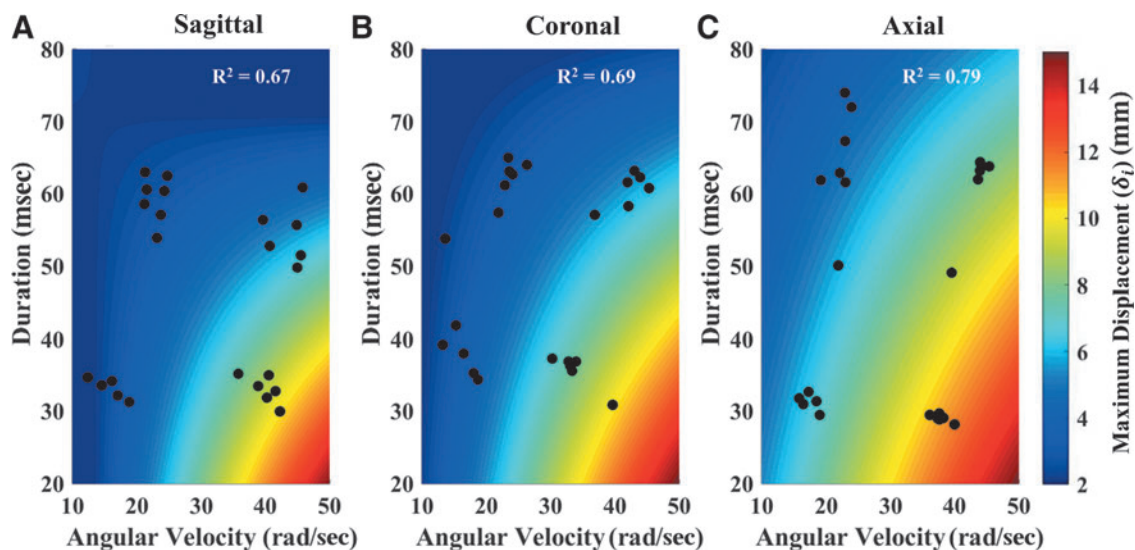 A Sagittal
B Coronal
C Axial
R² = 0.67
R² = 0.69
R² = 0.79
Duration (msec)
80
70
60
50
40
30
20
10 20 30 40 50
Angular Velocity (rad/sec)
Duration (msec)
80
70
60
50
40
30
20
10 20 30 40 50
Angular Velocity (rad/sec)
Duration (msec)
80
70
60
50
40
30
20
10 20 30 40 50
Angular Velocity (rad/sec)
14
12
10
8
6
4
2
Maximum Displacement (δᵢ) (mm)